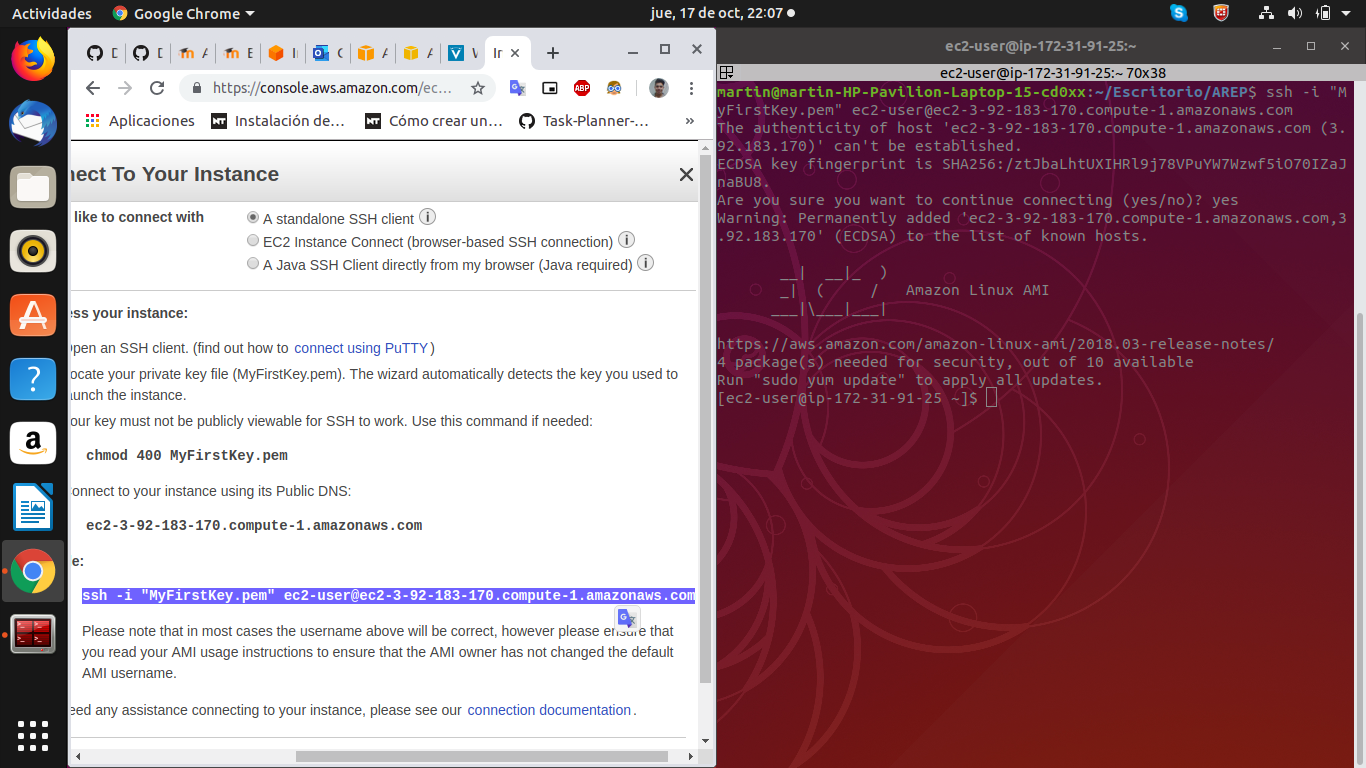 Actividades
Google Chrome
jue, 17 de oct, 22:07
In
https://console.aws.amazon.com/ec…
ABP
Aplicaciones
Instalación de…
Cómo crear un…
Task-Planner-…
»
nect To Your Instance
like to connect with
A standalone SSH client
EC2 Instance Connect (browser-based SSH connection)
A Java SSH Client directly from my browser (Java required)
ess your instance:
pen an SSH client. (find out how to connect using PuTTY)
ocate your private key file (MyFirstKey.pem). The wizard automatically detects the key you used to
aunch the instance.
our key must not be publicly viewable for SSH to work. Use this command if needed:
chmod 400 MyFirstKey.pem
onnect to your instance using its Public DNS:
ec2-3-92-183-170.compute-1.amazonaws.com
e:
ssh -i "MyFirstKey.pem" ec2-user@ec2-3-92-183-170.compute-1.amazonaws.com
Please note that in most cases the username above will be correct, however please ensure that
you read your AMI usage instructions to ensure that the AMI owner has not changed the default
AMI username.
eed any assistance connecting to your instance, please see our connection documentation.
ec2-user@ip-172-31-91-25:~
ec2-user@ip-172-31-91-25:~ 70x38
martin@martin-HP-Pavilion-Laptop-15-cd0xx:~/Escritorio/AREP$ ssh -i "M
yFirstKey.pem" ec2-user@ec2-3-92-183-170.compute-1.amazonaws.com
The authenticity of host 'ec2-3-92-183-170.compute-1.amazonaws.com (3.
92.183.170)' can't be established.
ECDSA key fingerprint is SHA256:/ztJbaLhtUXIHRl9j78VPuYW7Wzwf5iO70IZaJ
naBU8.
Are you sure you want to continue connecting (yes/no)? yes
Warning: Permanently added 'ec2-3-92-183-170.compute-1.amazonaws.com,3
.92.183.170' (ECDSA) to the list of known hosts.
__|  __|_  )
_|  (     /   Amazon Linux AMI
___|\___|___|
https://aws.amazon.com/amazon-linux-ami/2018.03-release-notes/
4 package(s) needed for security, out of 10 available
Run "sudo yum update" to apply all updates.
[ec2-user@ip-172-31-91-25 ~]$